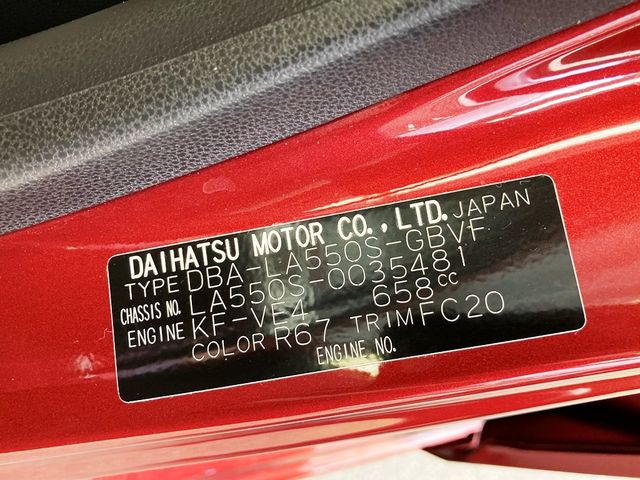 DAIHATSU MOTOR CO., LTD. JAPAN
TYPE DBA-LA550S-GBVF
CHASSIS NO. LA550S-0035481
ENGINE KF-VE4 658cc
COLOR R67 TRIM FC20
ENGINE NO.